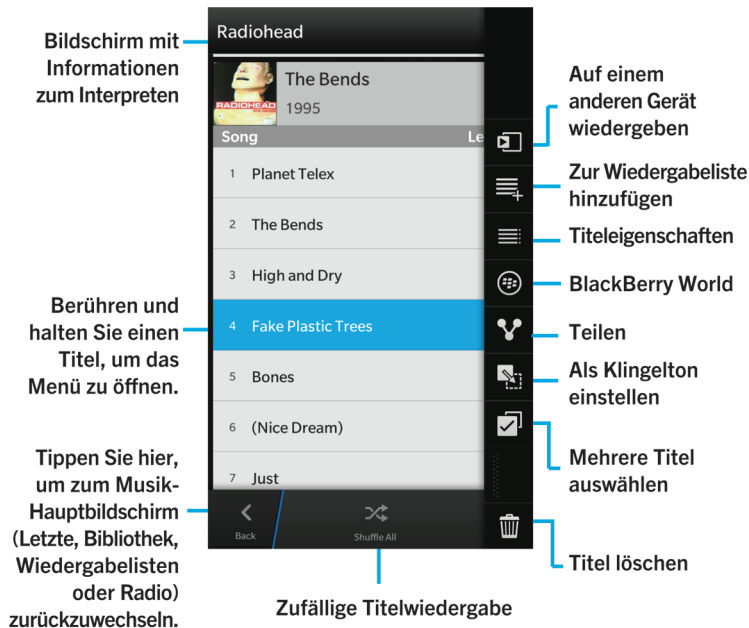 Bildschirm mit
Informationen
zum Interpreten
Radiohead
RADIOHEAD
The Bends
1995
Song Le
1 Planet Telex
2 The Bends
3 High and Dry
4 Fake Plastic Trees
5 Bones
6 (Nice Dream)
7 Just
Back
Shuffle All
Auf einem
anderen Gerät
wiedergeben
Zur Wiedergabeliste
hinzufügen
Titeleigenschaften
BlackBerry World
Teilen
Als Klingelton
einstellen
Mehrere Titel
auswählen
Titel löschen
Berühren und
halten Sie einen
Titel, um das
Menü zu öffnen.
Tippen Sie hier,
um zum Musik-
Hauptbildschirm
(Letzte, Bibliothek,
Wiedergabelisten
oder Radio)
zurückzuwechseln.
Zufällige Titelwiedergabe